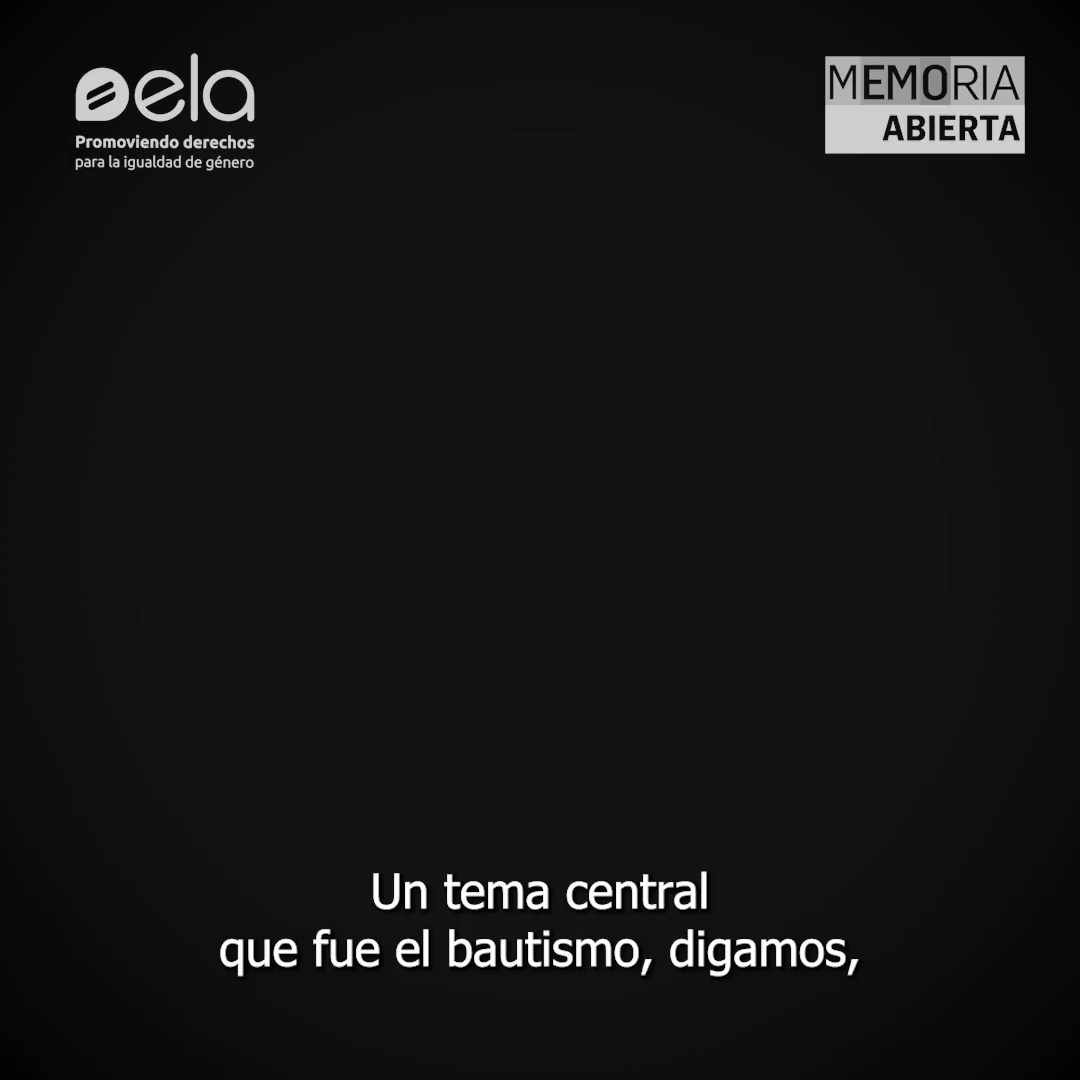 ela
Promoviendo derechos
para la igualdad de género
MEMORIA
ABIERTA
Un tema central
que fue el bautismo, digamos,